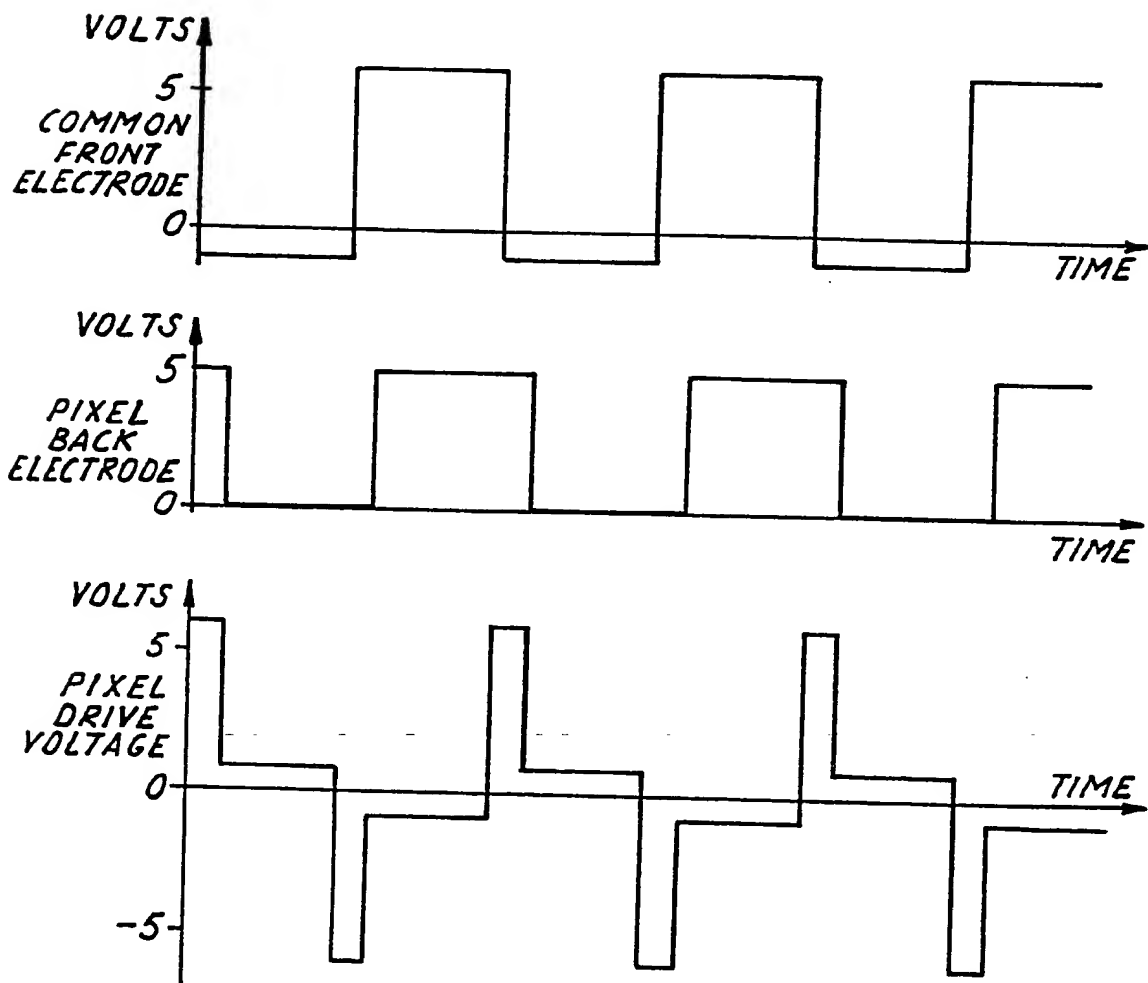 VOLTS
5
COMMON
FRONT
ELECTRODE
0
TIME
VOLTS
5
PIXEL
BACK
ELECTRODE
0
TIME
VOLTS
5
PIXEL
DRIVE
VOLTAGE
0
TIME
-5